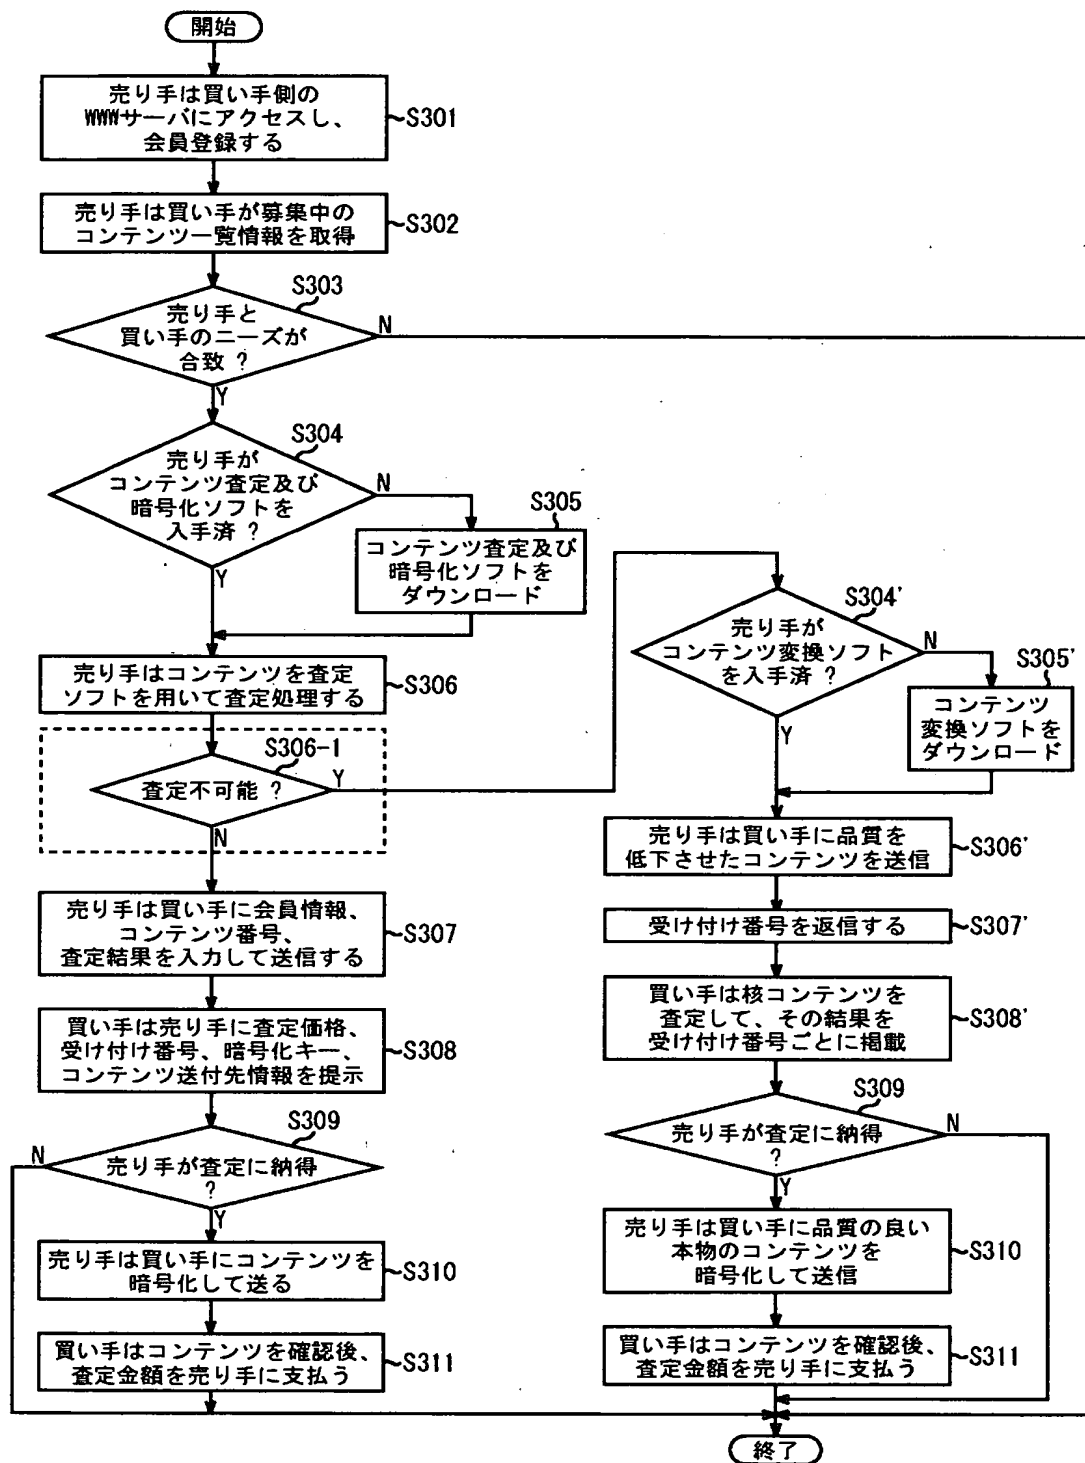 開始
売り手は買い手側の
WWWサーバにアクセスし、
会員登録する
S301
売り手は買い手が募集中の
コンテンツ一覧情報を取得
S302
S303
売り手と
買い手のニーズが
合致 ?
N
Y
S304
売り手が
コンテンツ査定及び
暗号化ソフトを
入手済 ?
N
Y
S305
コンテンツ査定及び
暗号化ソフトを
ダウンロード
売り手はコンテンツを査定
ソフトを用いて査定処理する
S306
S306-1
査定不可能 ?
Y
N
売り手は買い手に会員情報、
コンテンツ番号、
査定結果を入力して送信する
S307
買い手は売り手に査定価格、
受け付け番号、暗号化キー、
コンテンツ送付先情報を提示
S308
S309
売り手が査定に納得
?
N
Y
売り手は買い手にコンテンツを
暗号化して送る
S310
買い手はコンテンツを確認後、
査定金額を売り手に支払う
S311
S304'
売り手が
コンテンツ変換ソフト
を入手済 ?
N
Y
S305'
コンテンツ
変換ソフトを
ダウンロード
売り手は買い手に品質を
低下させたコンテンツを送信
S306'
受け付け番号を返信する
S307'
買い手は核コンテンツを
査定して、その結果を
受け付け番号ごとに掲載
S308'
S309
売り手が査定に納得
?
N
Y
売り手は買い手に品質の良い
本物のコンテンツを
暗号化して送信
S310
買い手はコンテンツを確認後、
査定金額を売り手に支払う
S311
終了